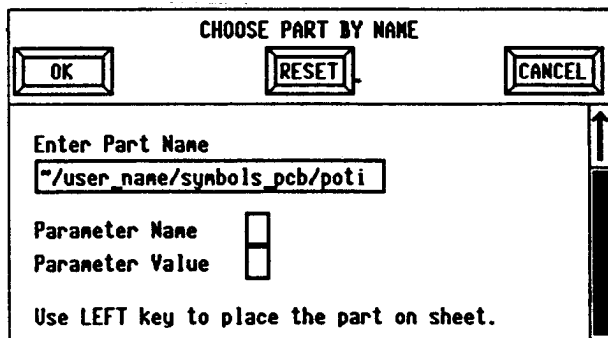 CHOOSE PART BY NAME
OK RESET CANCEL
Enter Part Name
~/user_name/symbols_pcb/poti
Parameter Name
Parameter Value
Use LEFT key to place the part on sheet.